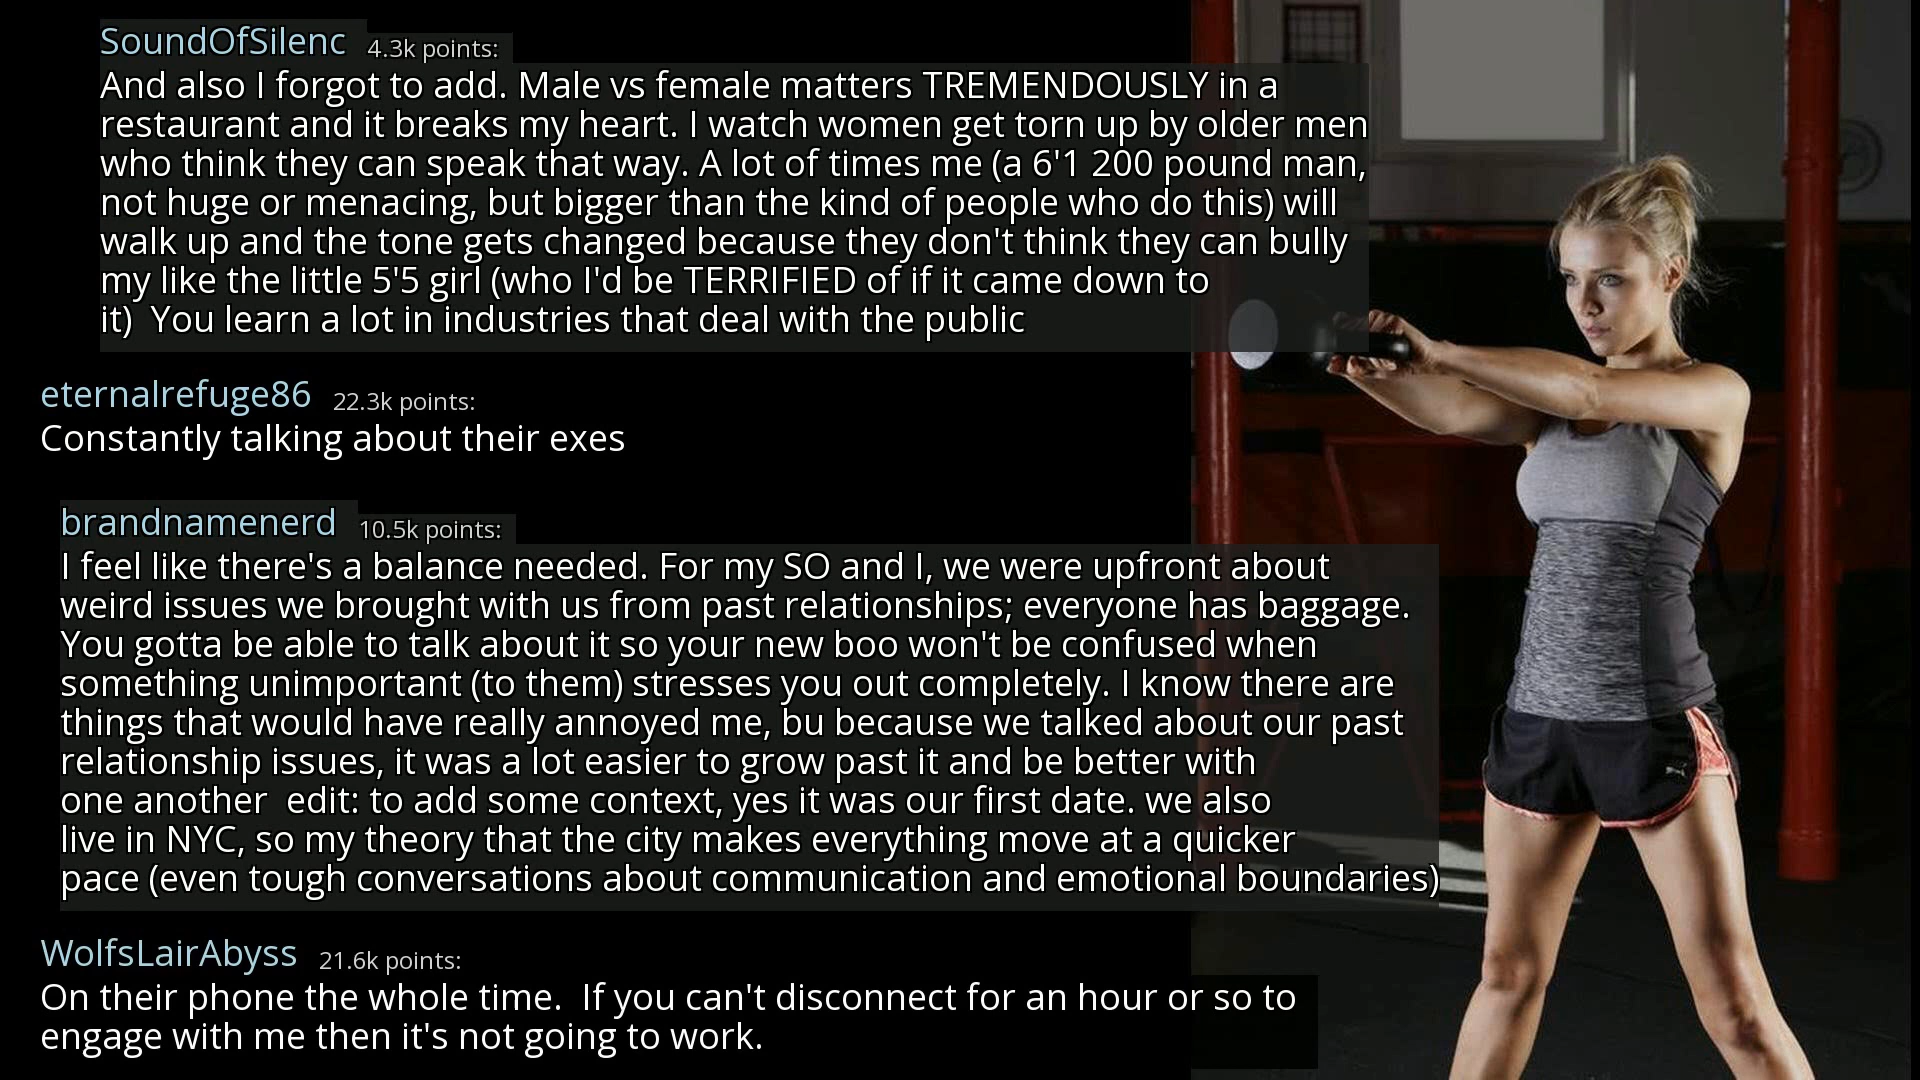 SoundOfSilenc 4.3k points:
And also I forgot to add. Male vs female matters TREMENDOUSLY in a
restaurant and it breaks my heart. I watch women get torn up by older men
who think they can speak that way. A lot of times me (a 6'1 200 pound man,
not huge or menacing, but bigger than the kind of people who do this) will
walk up and the tone gets changed because they don't think they can bully
my like the little 5'5 girl (who I'd be TERRIFIED of if it came down to
it)  You learn a lot in industries that deal with the public
eternalrefuge86 22.3k points:
Constantly talking about their exes
brandnamenerd 10.5k points:
I feel like there's a balance needed. For my SO and I, we were upfront about
weird issues we brought with us from past relationships; everyone has baggage.
You gotta be able to talk about it so your new boo won't be confused when
something unimportant (to them) stresses you out completely. I know there are
things that would have really annoyed me, bu because we talked about our past
relationship issues, it was a lot easier to grow past it and be better with
one another  edit: to add some context, yes it was our first date. we also
live in NYC, so my theory that the city makes everything move at a quicker
pace (even tough conversations about communication and emotional boundaries)
WolfsLairAbyss 21.6k points:
On their phone the whole time.  If you can't disconnect for an hour or so to
engage with me then it's not going to work.